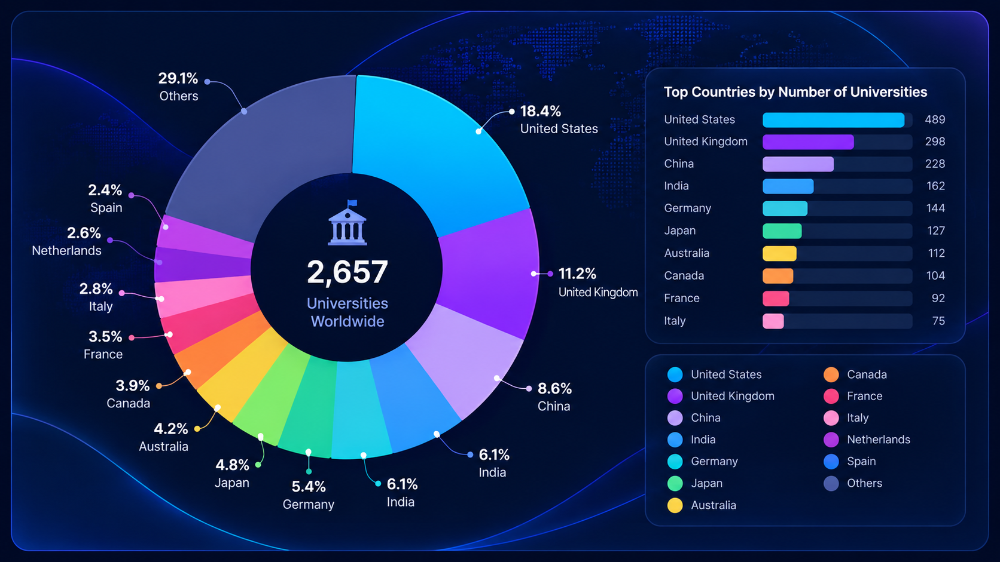 29.1%
Others
18.4%
United States
2.4%
Spain
2.6%
Netherlands
2.8%
Italy
3.5%
France
3.9%
Canada
4.2%
Australia
4.8%
Japan
5.4%
Germany
6.1%
India
6.1%
India
8.6%
China
11.2%
United Kingdom
2,657
Universities
Worldwide
Top Countries by Number of Universities
United States 489
United Kingdom 298
China 228
India 162
Germany 144
Japan 127
Australia 112
Canada 104
France 92
Italy 75
United States
United Kingdom
China
India
Germany
Japan
Australia
Canada
France
Italy
Netherlands
Spain
Others